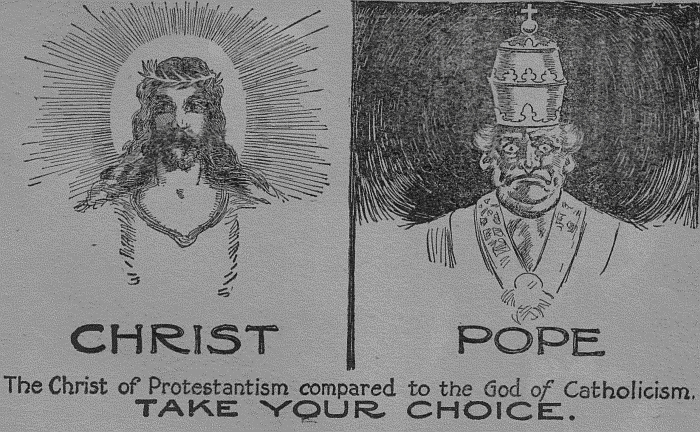 CHRIST
POPE
The Christ of Protestantism compared to the God of Catholicism.
TAKE YOUR CHOICE.